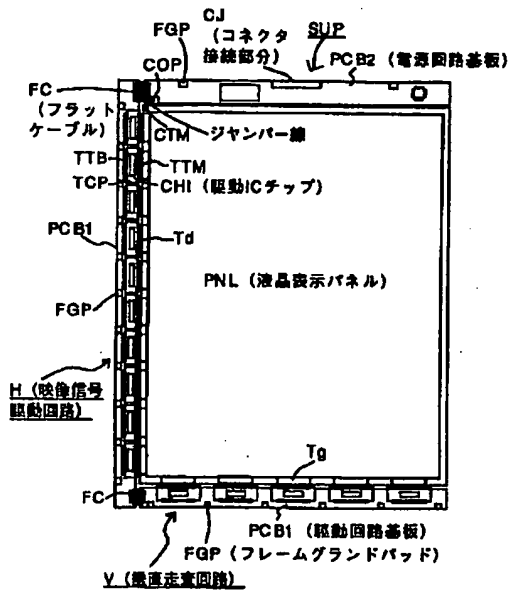 CJ
FGP (コネクタ SUP
COP 接続部分)
PCB2 (電源回路基板)
FC
(フラット
ケーブル)
CTM ジャンパー線
TTB TTM
TCP CHI (駆動ICチップ)
PCB1
Td
PNL (液晶表示パネル)
FGP
H (映像信号
駆動回路)
Tg
FC
PCB1 (駆動回路基板)
FGP (フレームグランドパッド)
V (垂直走査回路)